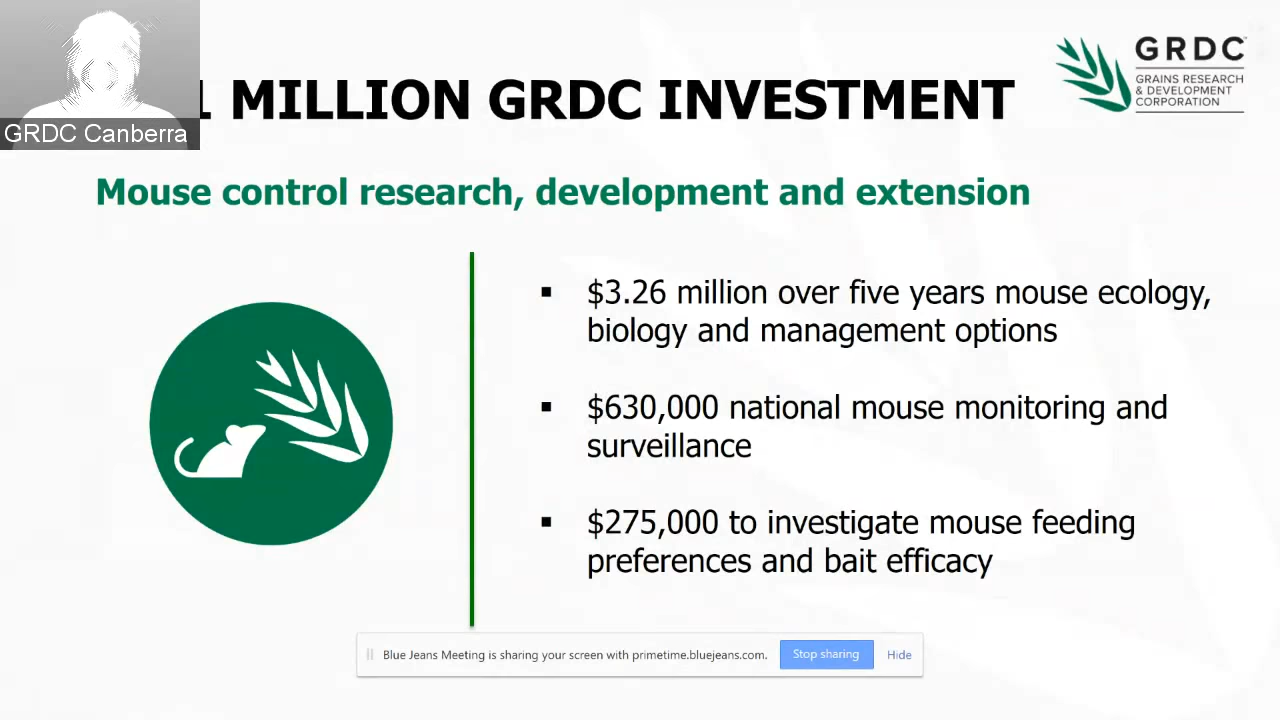 1 MILLION GRDC INVESTMENT
GRDC Canberra
GRDC™
GRAINS RESEARCH
& DEVELOPMENT
CORPORATION
Mouse control research, development and extension
▪ $3.26 million over five years mouse ecology,
biology and management options
▪ $630,000 national mouse monitoring and
surveillance
▪ $275,000 to investigate mouse feeding
preferences and bait efficacy
Blue Jeans Meeting is sharing your screen with primetime.bluejeans.com.
Stop sharing
Hide